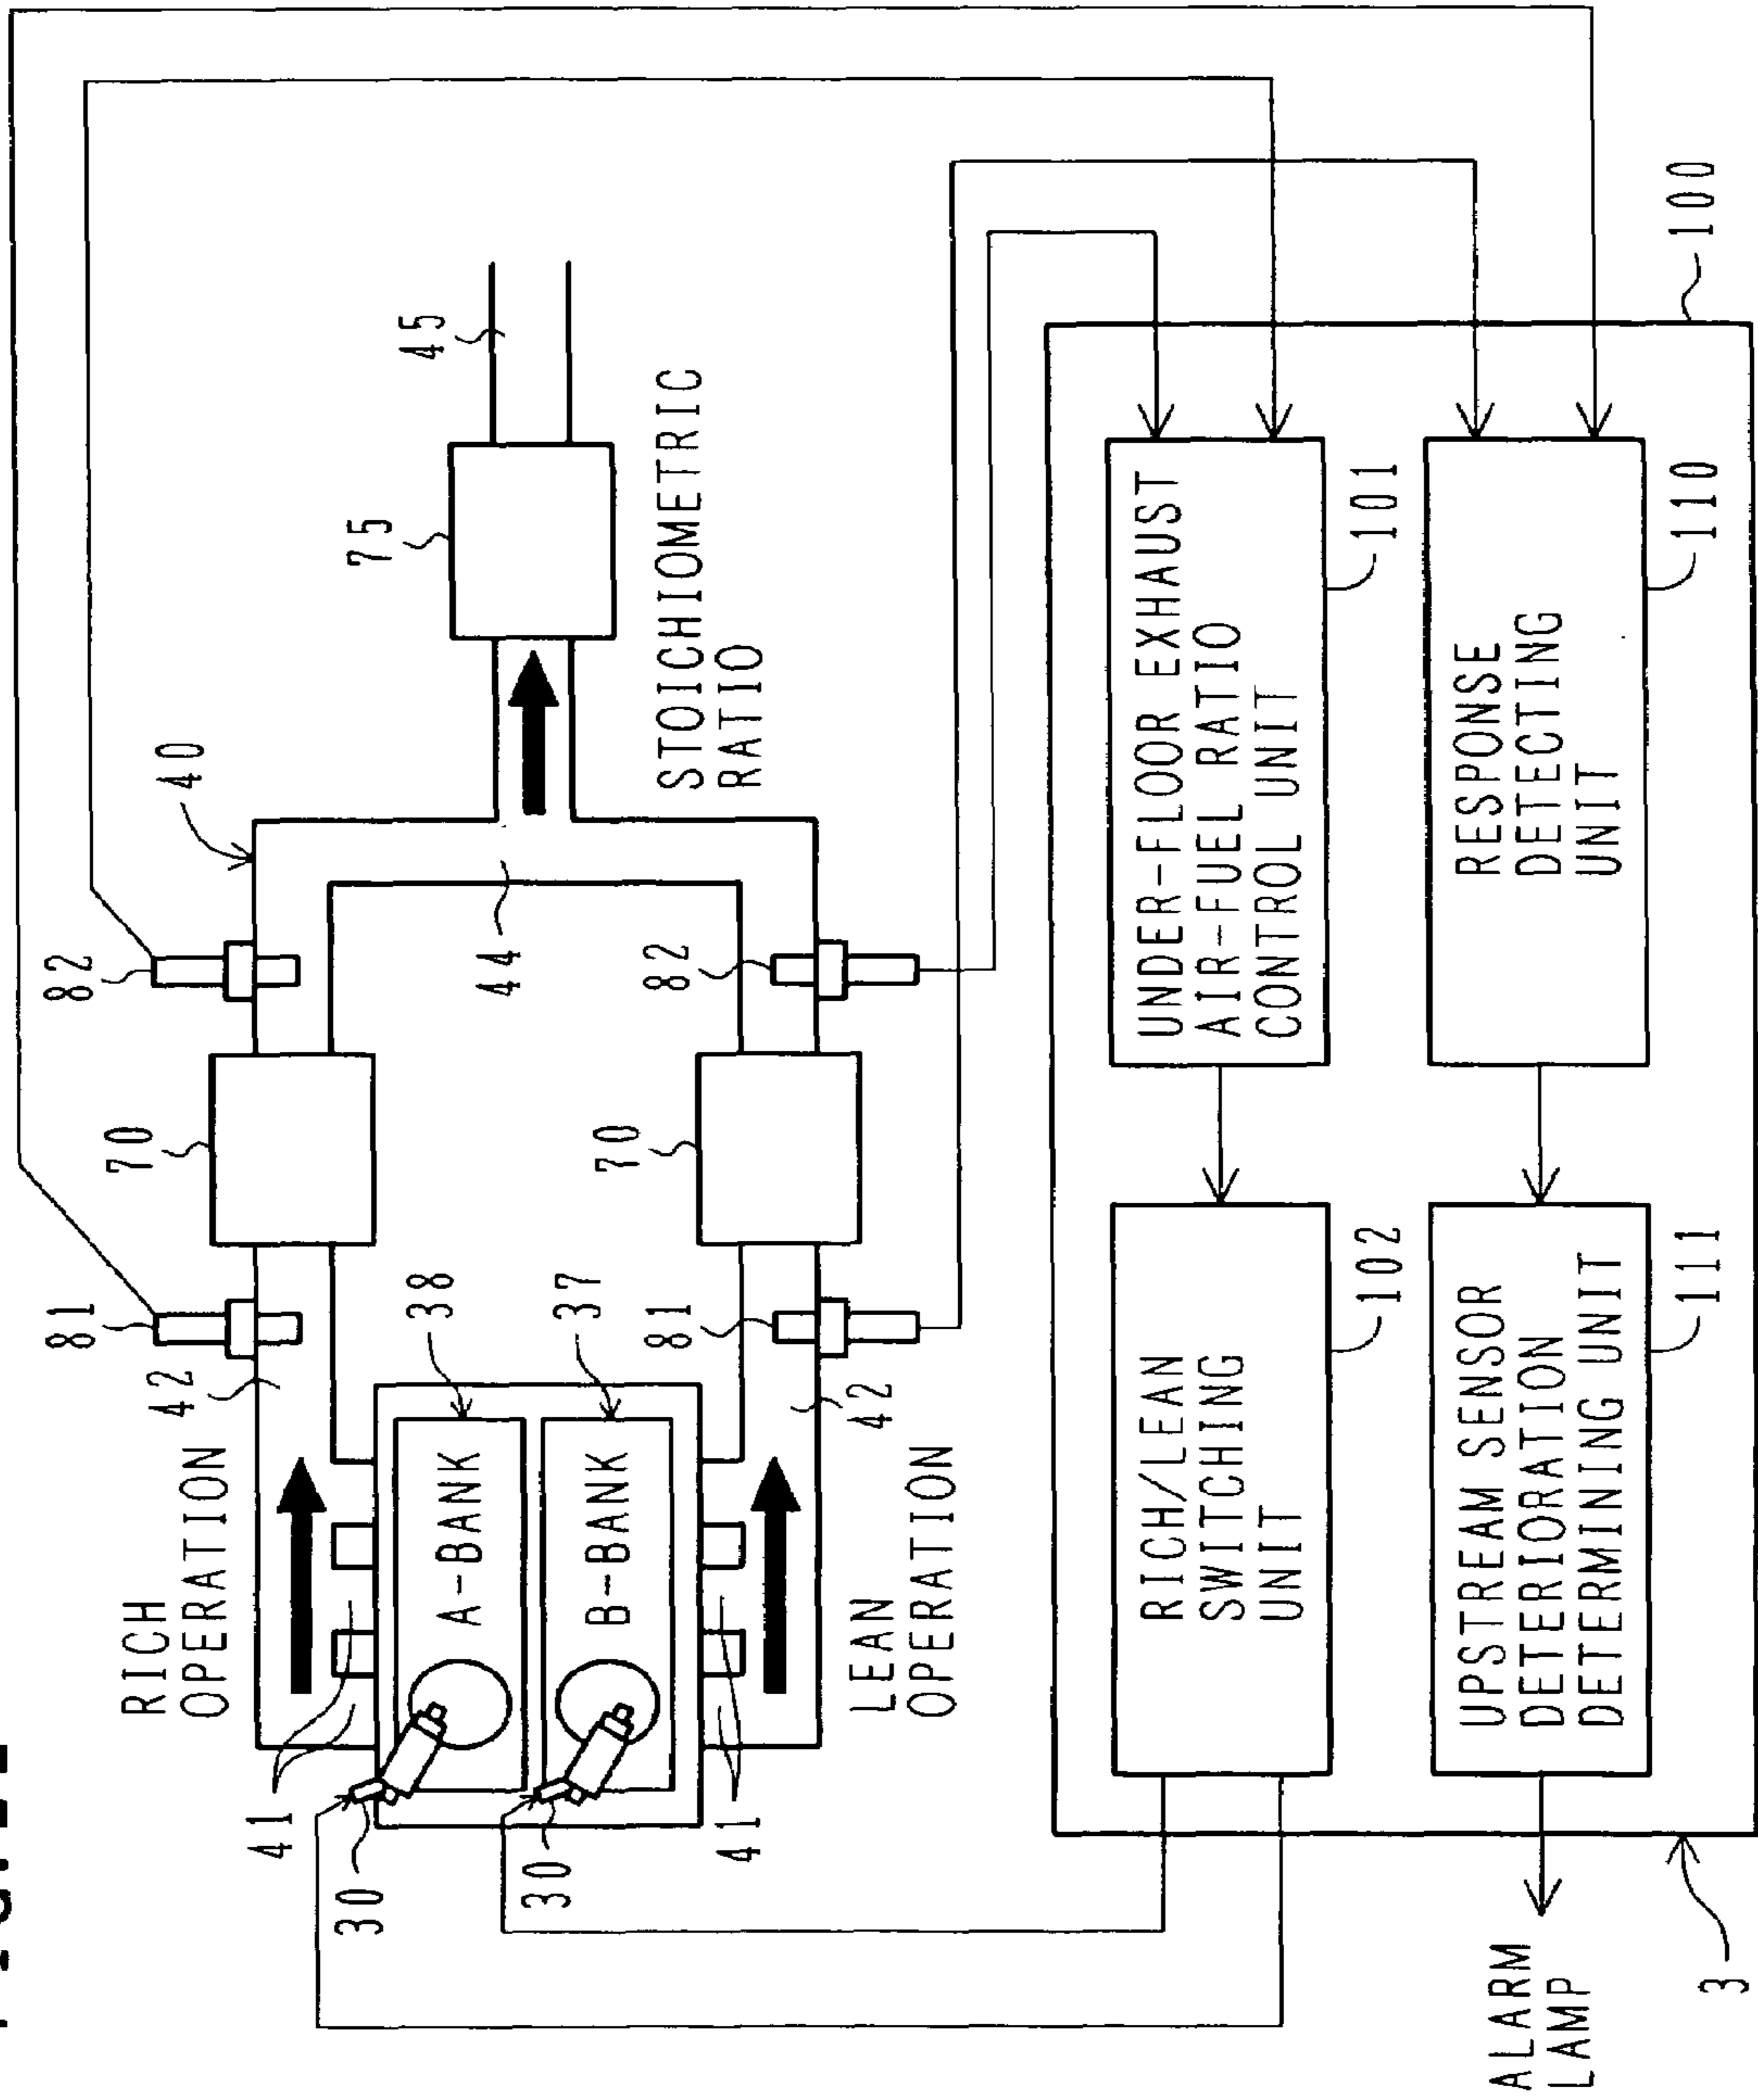 RICH
OPERATION
42
81
70
82
40
41
30
A-BANK
38
B-BANK
37
30
41
LEAN
OPERATION
42
81
70
82
44
75
45
STOICHIOMETRIC
RATIO
UNDER-FLOOR EXHAUST
AIR-FUEL RATIO
CONTROL UNIT
101
RICH/LEAN
SWITCHING
UNIT
102
RESPONSE
DETECTING
UNIT
110
UPSTREAM SENSOR
DETERIORATION
DETERMINING UNIT
111
100
3
ALARM
LAMP